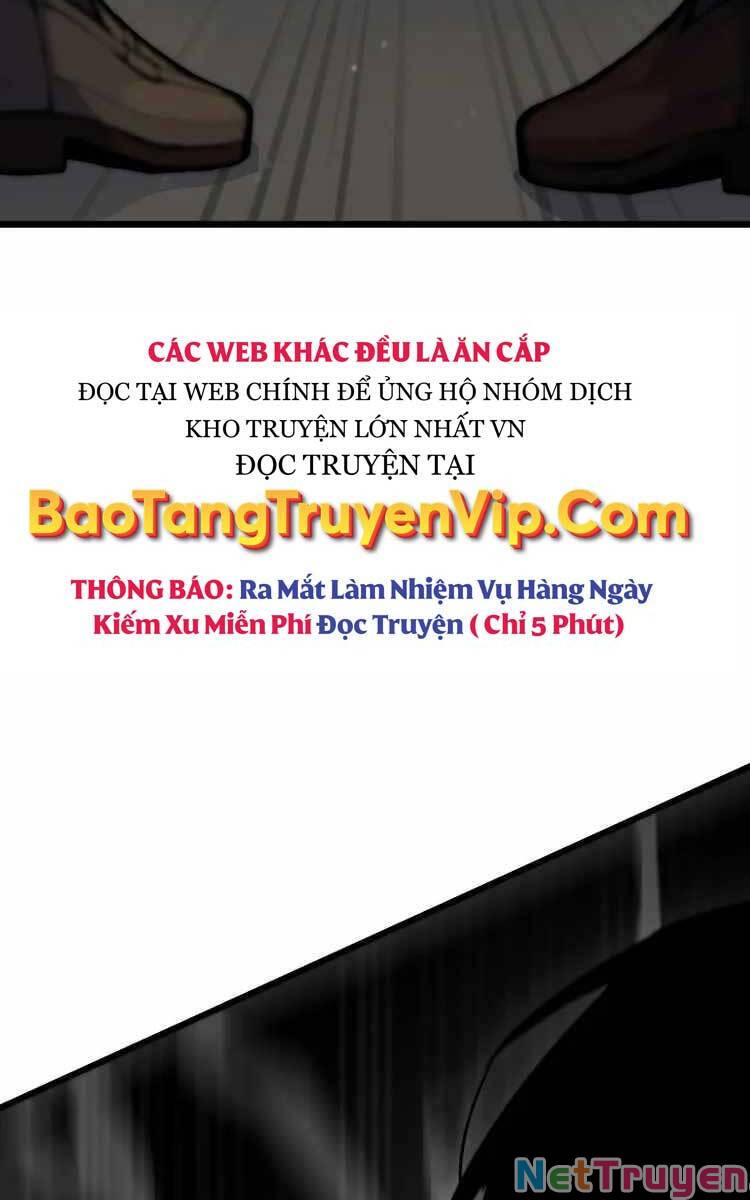 CÁC WEB KHÁC ĐỀU LÀ ĂN CẮP
ĐỌC TẠI WEB CHÍNH ĐỂ ỦNG HỘ NHÓM DỊCH
KHO TRUYỆN LỚN NHẤT VN
ĐỌC TRUYỆN TẠI
BaoTangTruyenVip.Com
THÔNG BÁO: Ra Mắt Làm Nhiệm Vụ Hàng Ngày
Kiếm Xu Miễn Phí Đọc Truyện ( Chỉ 5 Phút)
NetTruyen